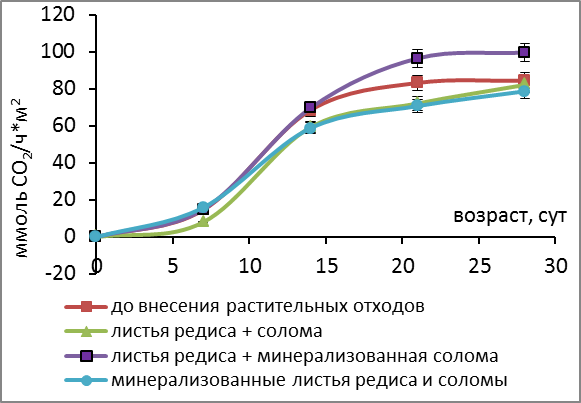 120
100
80
60
40
20
0
-20
ммоль CO₂/ч*м²
возраст, сут
0 5 10 15 20 25 30
до внесения растительных отходов
листья редиса + солома
листья редиса + минерализованная солома
минерализованные листья редиса и соломы